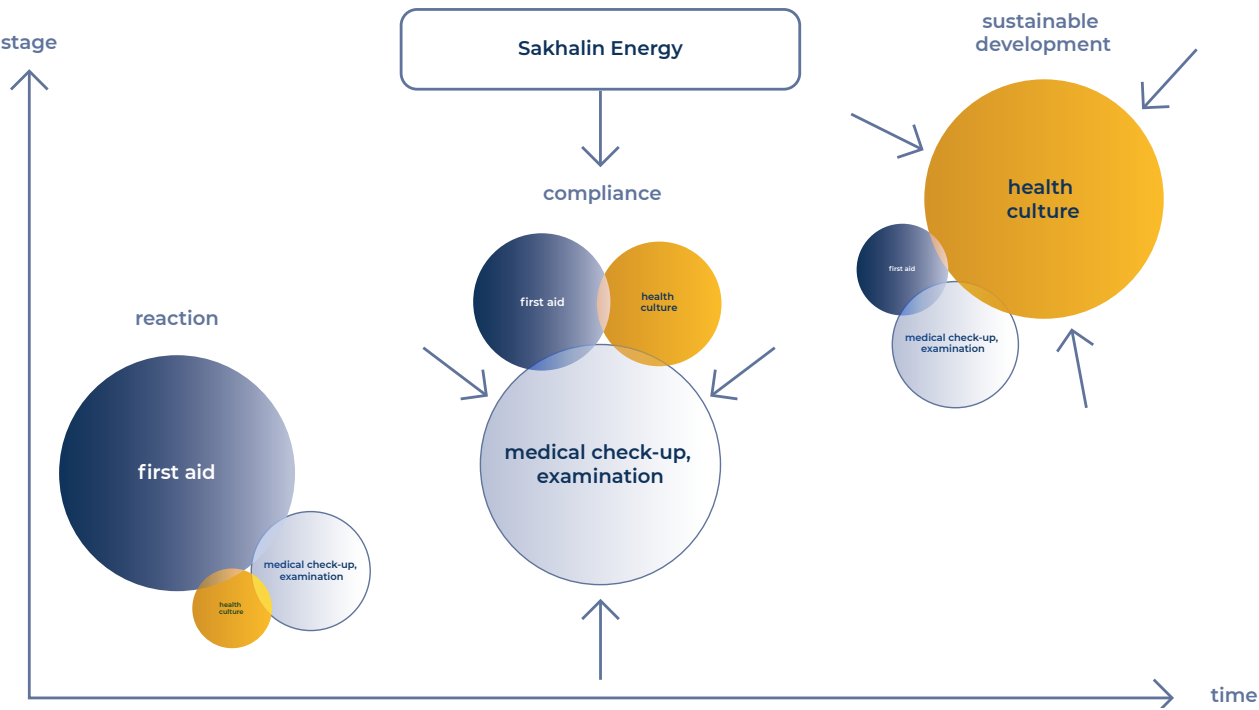 stage
Sakhalin Energy
sustainable
development
compliance
reaction
first aid
medical check-up,
examination
health
culture
first aid
health
culture
medical check-up,
examination
health
culture
first aid
medical check-up,
examination
time